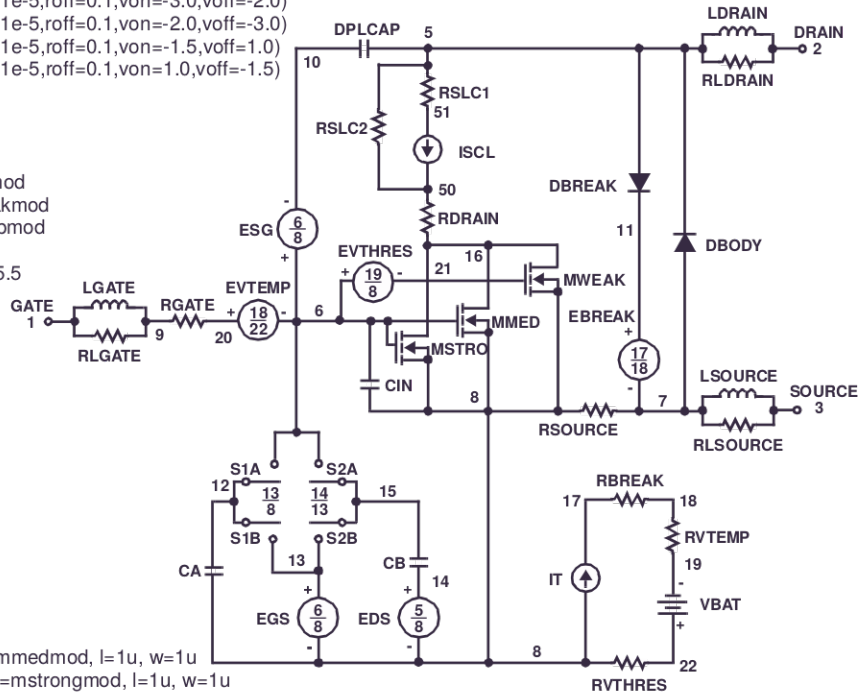 1e-5,roff=0.1,von=-3.0,voff=-2.0)
1e-5,roff=0.1,von=-2.0,voff=-3.0)
1e-5,roff=0.1,von=-1.5,voff=1.0)
1e-5,roff=0.1,von=1.0,voff=-1.5)
LDRAIN
DPLCAP 5 DRAIN
10 2
RSLC1 RLDRAIN
51
RSLC2
ISCL
50
DBREAK
RDRAIN
ESG 6/8
- +
11
DBODY
EVTHRES
+ 19/8 -
16
21
MWEAK
LGATE
GATE
1
RLGATE
9
RGATE
20
EVTEMP
+ 18/22 -
6
MMED
MSTRO
EBREAK
+ 17/18 -
CIN
8
RSOURCE
7
LSOURCE
SOURCE
3
RLSOURCE
S1A S2A
12 13/8 14/13 15
S1B S2B
13
CA
CB
14
EGS + 6/8 -
EDS + 5/8 -
RBREAK
17 18
RVTEMP
19
IT
VBAT
- +
8
22
RVTHRES
mmedmod, l=1u, w=1u
=mstrongmod, l=1u, w=1u